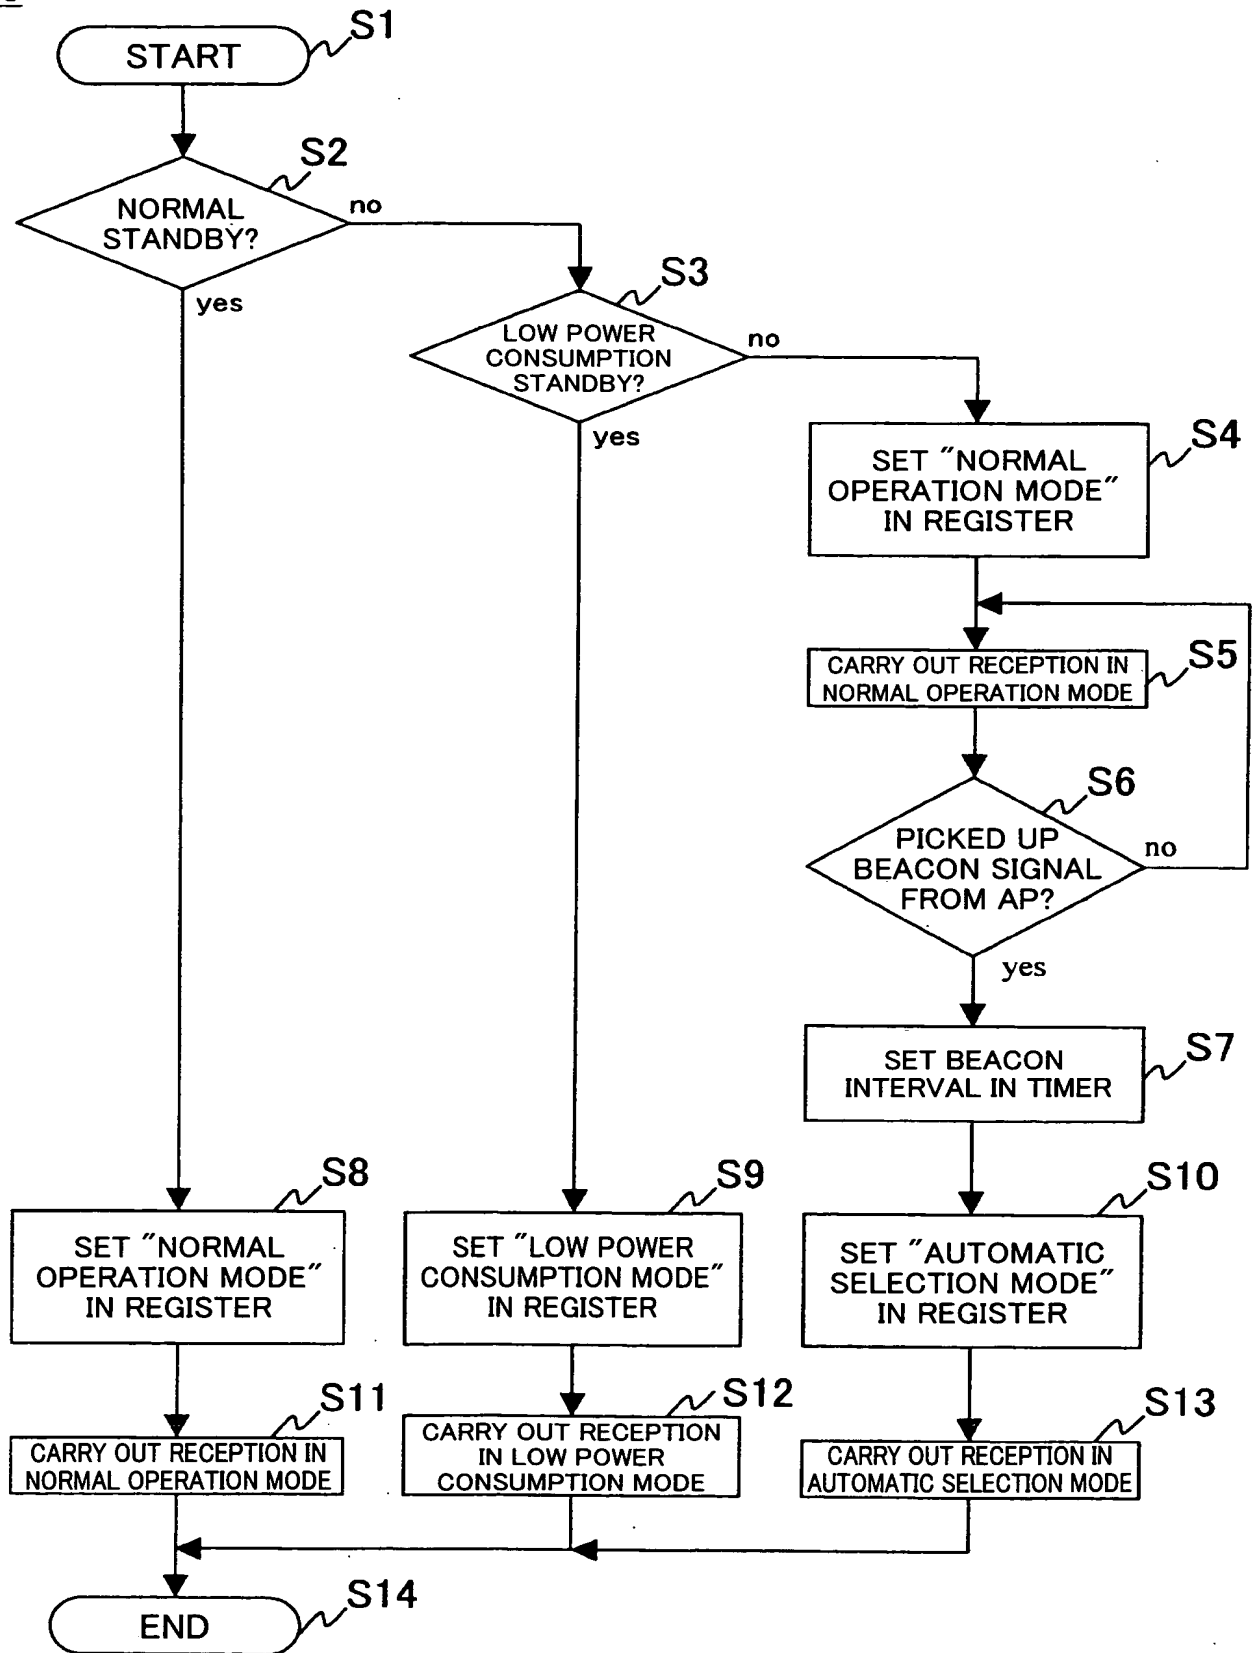 START
S1
S2
NORMAL
STANDBY?
no
yes
S3
LOW POWER
CONSUMPTION
STANDBY?
no
yes
S4
SET "NORMAL
OPERATION MODE"
IN REGISTER
S5
CARRY OUT RECEPTION IN
NORMAL OPERATION MODE
S6
PICKED UP
BEACON SIGNAL
FROM AP?
no
yes
S7
SET BEACON
INTERVAL IN TIMER
S8
SET "NORMAL
OPERATION MODE"
IN REGISTER
S9
SET "LOW POWER
CONSUMPTION MODE"
IN REGISTER
S10
SET "AUTOMATIC
SELECTION MODE"
IN REGISTER
S11
CARRY OUT RECEPTION IN
NORMAL OPERATION MODE
S12
CARRY OUT RECEPTION
IN LOW POWER
CONSUMPTION MODE
S13
CARRY OUT RECEPTION IN
AUTOMATIC SELECTION MODE
S14
END